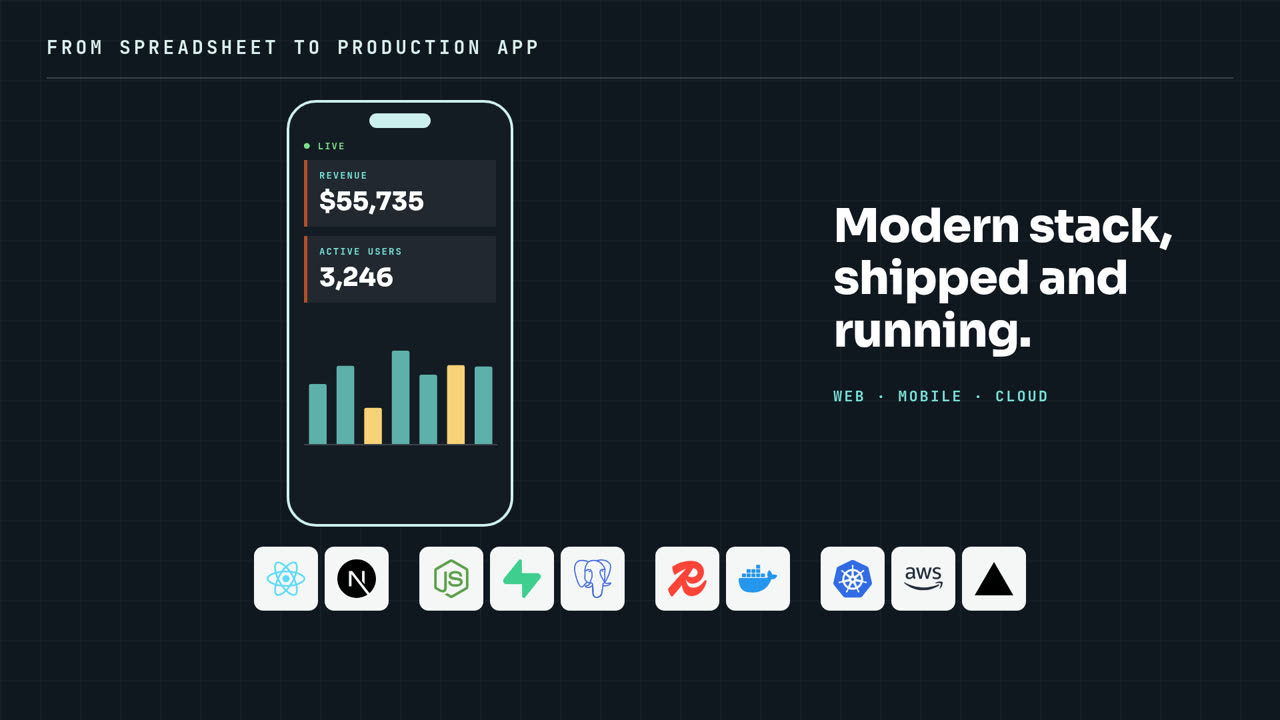 FROM SPREADSHEET TO PRODUCTION APP
LIVE
REVENUE
$55,735
ACTIVE USERS
3,246
Modern stack,
shipped and
running.
WEB · MOBILE · CLOUD
N
JS
aws